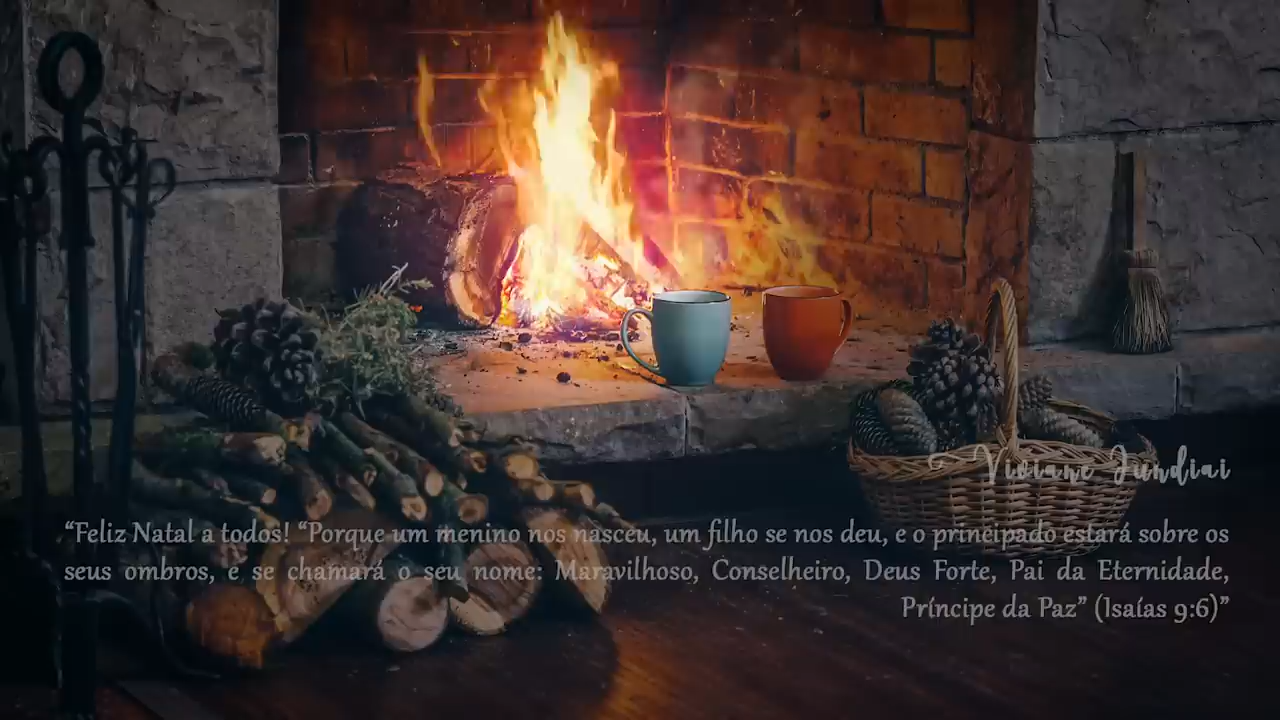 Viviane Jundiai
“Feliz Natal a todos! “Porque um menino nos nasceu, um filho se nos deu, e o principado estará sobre os
seus ombros, e se chamará o seu nome: Maravilhoso, Conselheiro, Deus Forte, Pai da Eternidade,
Príncipe da Paz” (Isaías 9:6)”